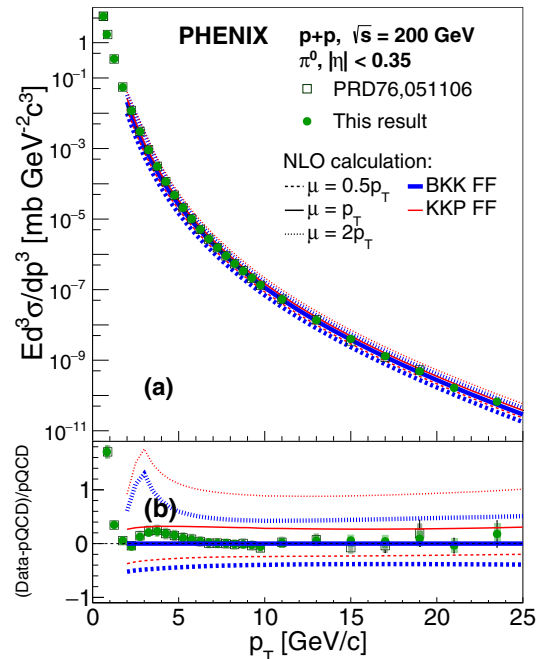 PHENIX
p+p, √s = 200 GeV
π⁰, |η| < 0.35
PRD76,051106
This result
NLO calculation:
μ = 0.5p_T
μ = p_T
μ = 2p_T
BKK FF
KKP FF
Ed³σ/dp³ [mb GeV⁻²c³]
10
10⁻¹
10⁻³
10⁻⁵
10⁻⁷
10⁻⁹
10⁻¹¹
(a)
(Data-pQCD)/pQCD
1
0
−1
(b)
0 5 10 15 20 25
p_T [GeV/c]